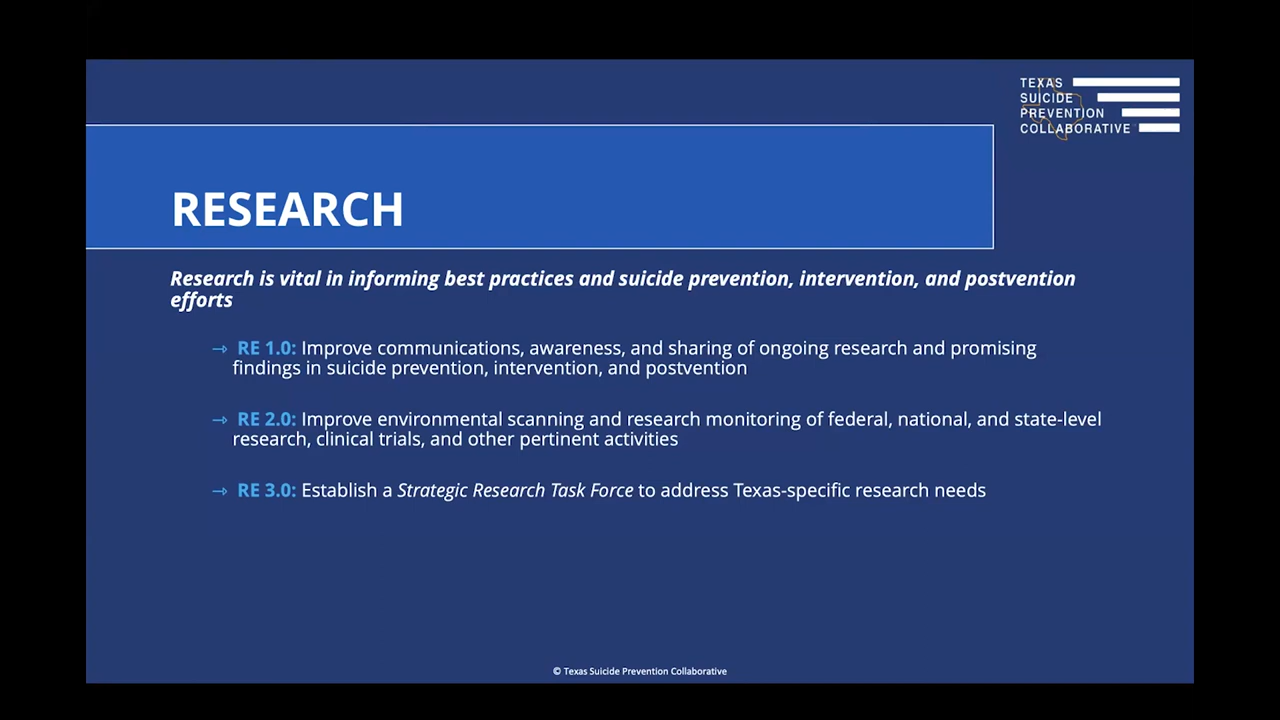 TEXAS
SUICIDE
PREVENTION
COLLABORATIVE
RESEARCH
Research is vital in informing best practices and suicide prevention, intervention, and postvention
efforts
→ RE 1.0: Improve communications, awareness, and sharing of ongoing research and promising
findings in suicide prevention, intervention, and postvention
→ RE 2.0: Improve environmental scanning and research monitoring of federal, national, and state-level
research, clinical trials, and other pertinent activities
→ RE 3.0: Establish a Strategic Research Task Force to address Texas-specific research needs
© Texas Suicide Prevention Collaborative